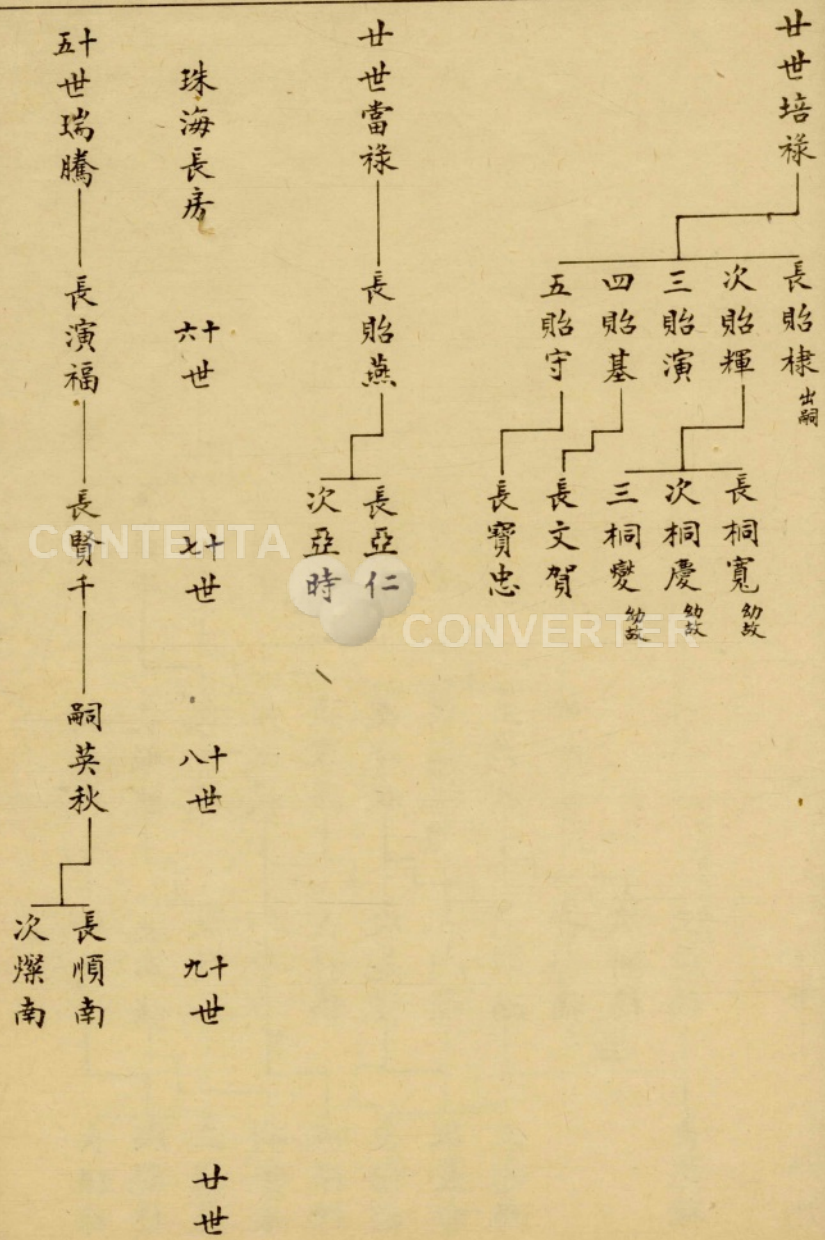 廿世培祿
長貽棣 出嗣
次貽輝
三貽演
四貽基
五貽守
長桐寬 幼故
次桐慶 幼故
三桐燮 幼故
長文賀
長寶忠
廿世當祿
長貽燕
長亞仁
次亞時
珠海長房
十六世
十七世
十八世
十九世
廿世
十五世瑞騰
長演福
長賢千
嗣英秋
長順南
次燦南
CONTENTA
CONVERTER